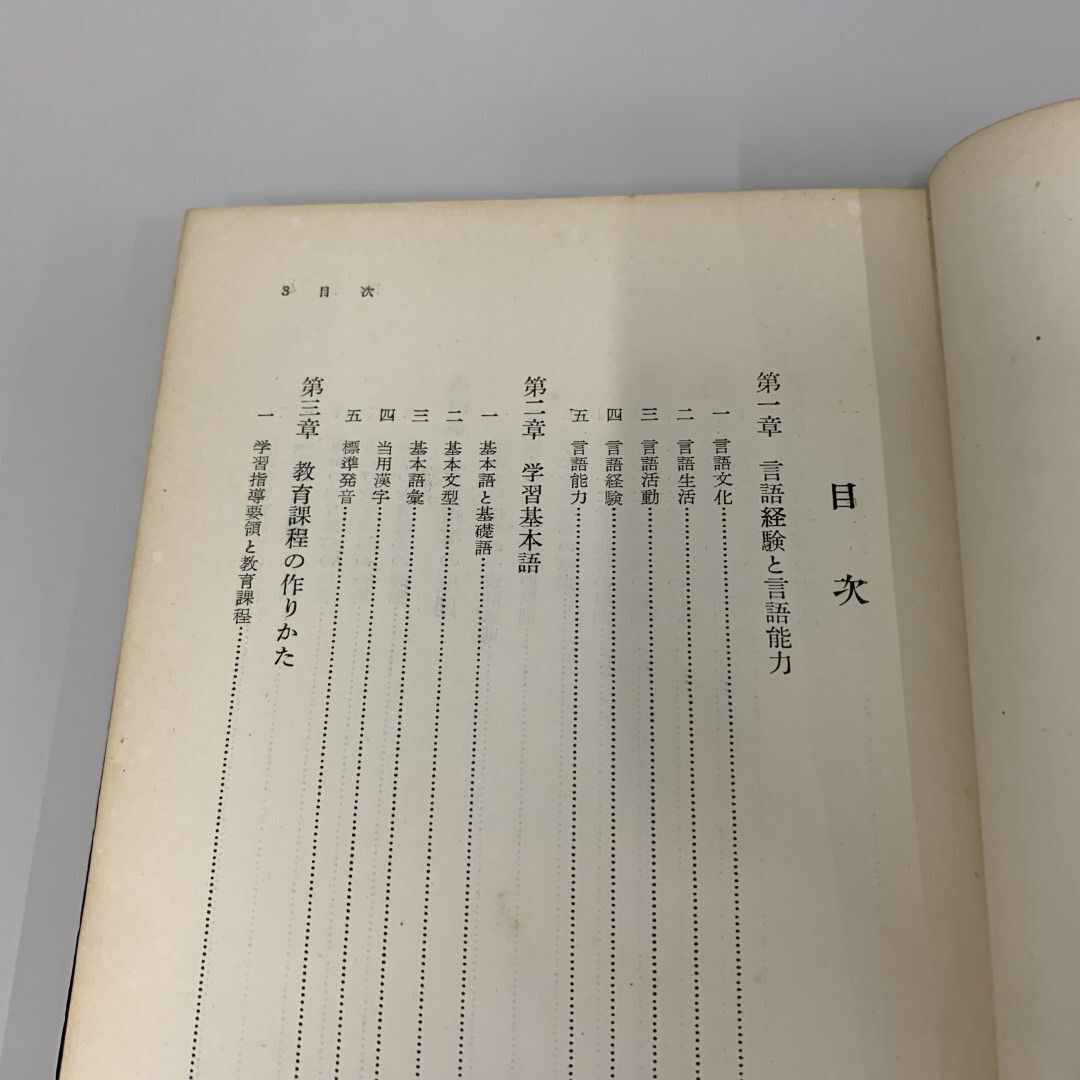 目次
第一章 言語経験と言語能力
一 言語文化
二 言語生活
三 言語活動
四 言語経験
五 言語能力
第二章 学習基本語
一 基本語と基礎語
二 基本文型
三 基本語彙
四 当用漢字
五 標準発音
第三章 教育課程の作りかた
一 学習指導要領と教育課程
3 目次